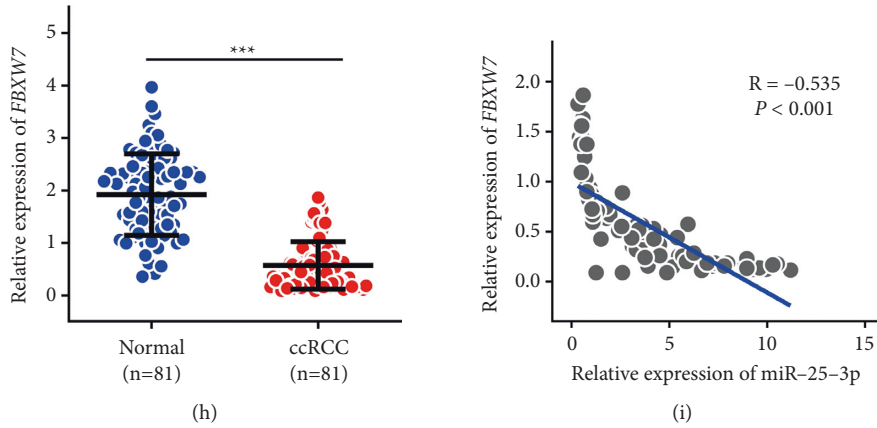 Relative expression of FBXW7
5
4
3
2
1
0
***
Normal
(n=81)
ccRCC
(n=81)
(h)
Relative expression of FBXW7
2.0
1.5
1.0
0.5
0.0
R = –0.535
P < 0.001
0
5
10
15
Relative expression of miR–25–3p
(i)